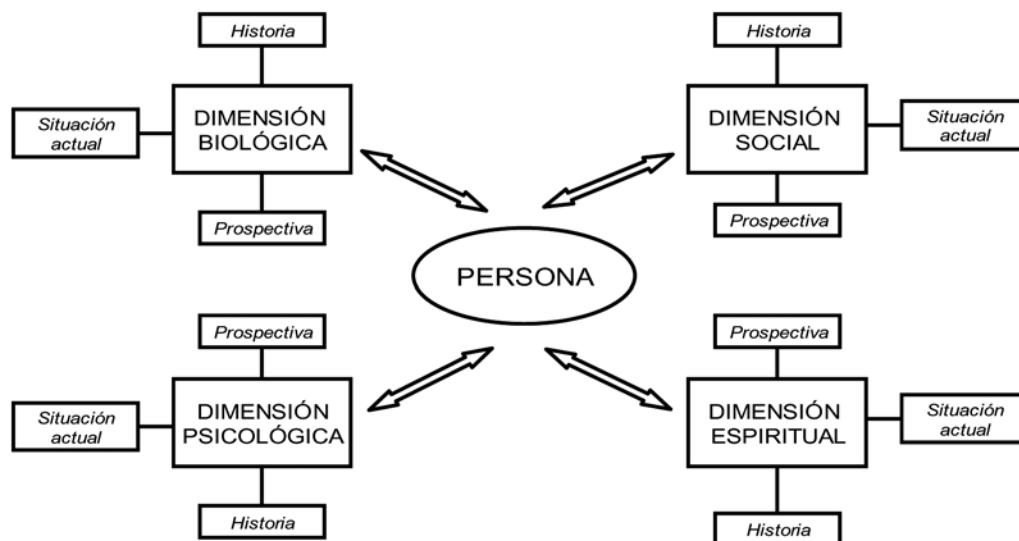 Historia
Historia
Situación
actual
DIMENSIÓN
BIOLÓGICA
DIMENSIÓN
SOCIAL
Situación
actual
Prospectiva
Prospectiva
PERSONA
Prospectiva
Prospectiva
Situación
actual
DIMENSIÓN
PSICOLÓGICA
DIMENSIÓN
ESPIRITUAL
Situación
actual
Historia
Historia